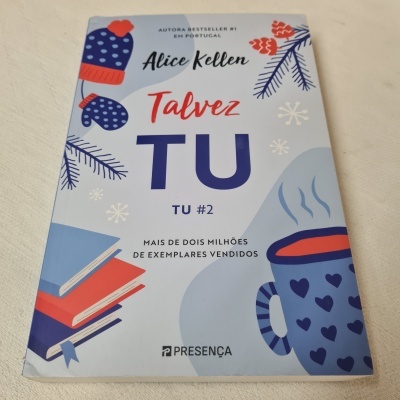 AUTORA BESTSELLER #1
EM PORTUGAL
Alice Kellen
Talvez
TU
TU #2
MAIS DE DOIS MILHÕES
DE EXEMPLARES VENDIDOS
PRESENÇA